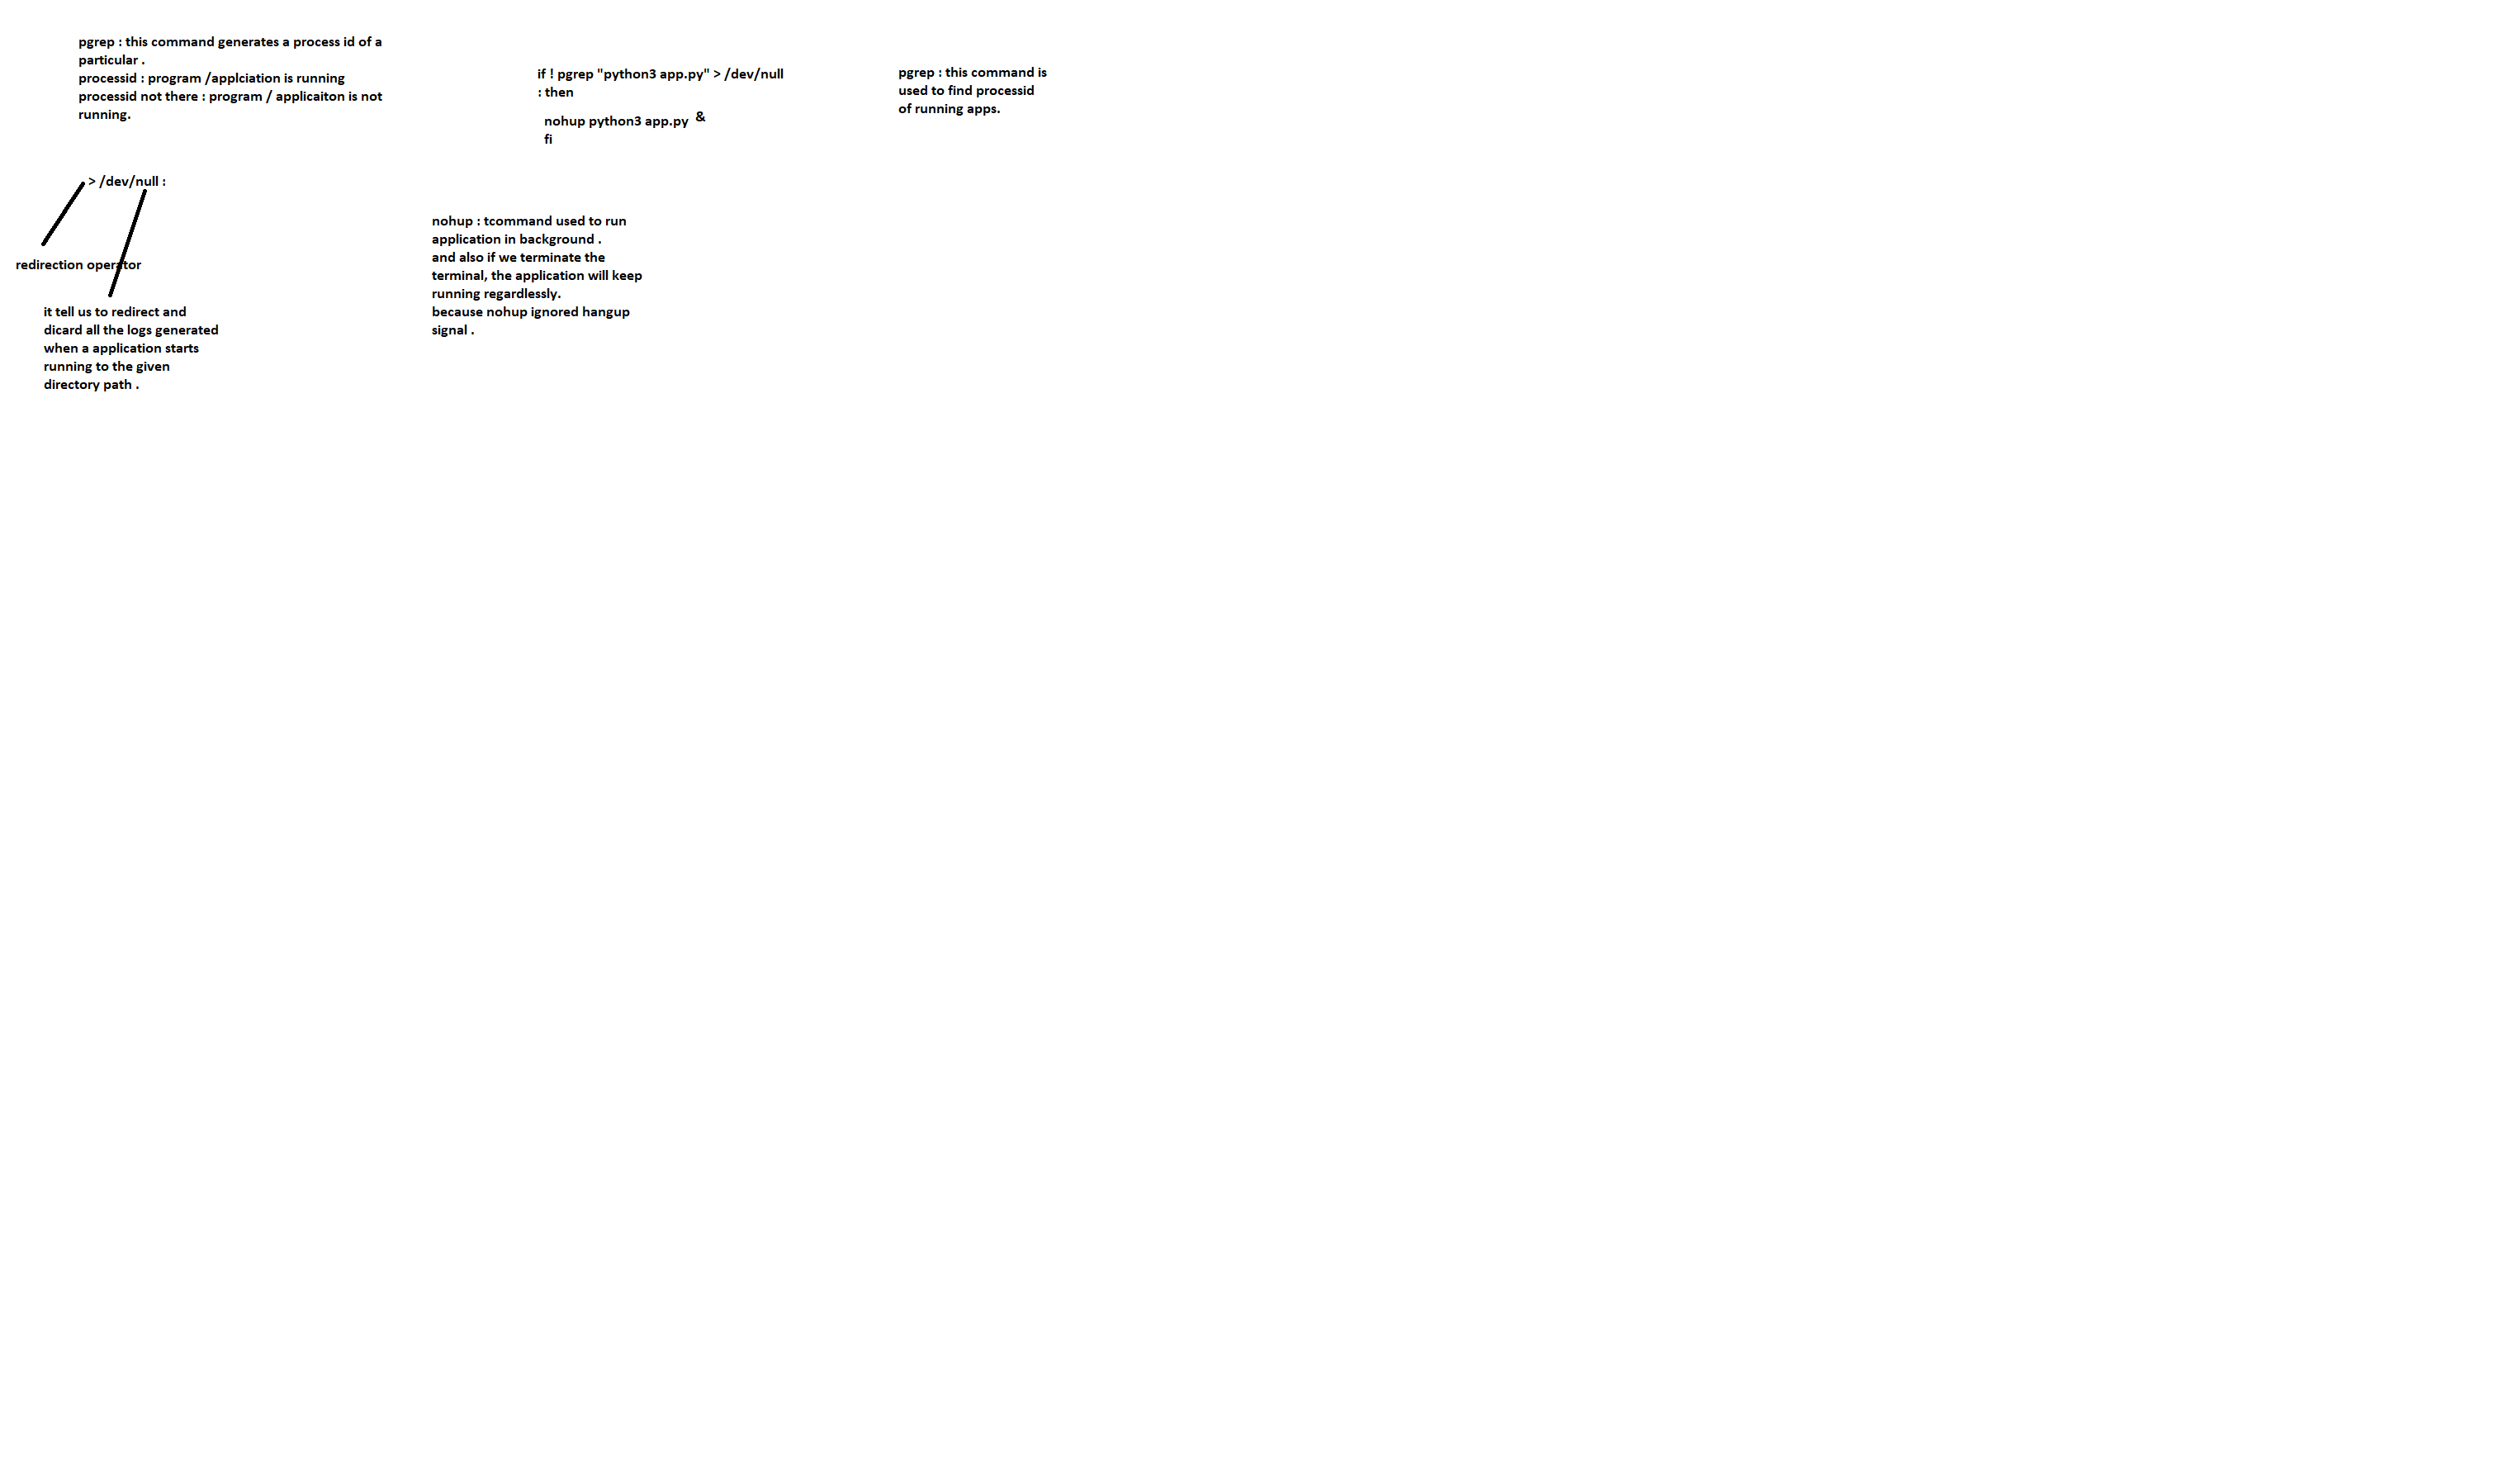 pgrep : this command generates a process id of a
particular .
processid : program /applciation is running
processid not there : program / applicaiton is not
running.
if ! pgrep "python3 app.py" > /dev/null
: then
nohup python3 app.py &
fi
pgrep : this command is
used to find processid
of running apps.
> /dev/null :
redirection operator
it tell us to redirect and
dicard all the logs generated
when a application starts
running to the given
directory path .
nohup : tcommand used to run
application in background .
and also if we terminate the
terminal, the application will keep
running regardlessly.
because nohup ignored hangup
signal .